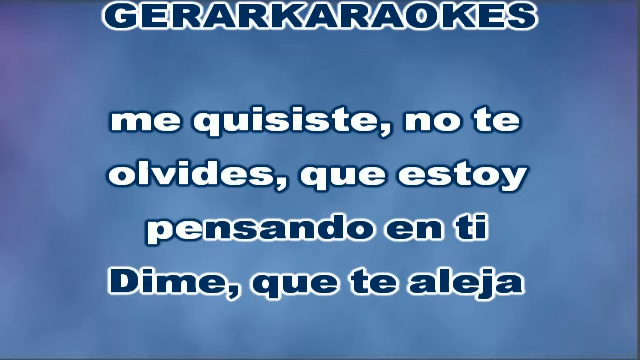 GERARKARAOKES
me quisiste, no te
olvides, que estoy
pensando en ti
Dime, que te aleja